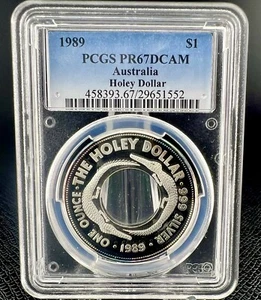 1989 $1
PCGS PR67DCAM
Australia
Holey Dollar
458393.67/29651552
THE HOLEY DOLLAR
ONE OUNCE · 1989 · 999 SILVER